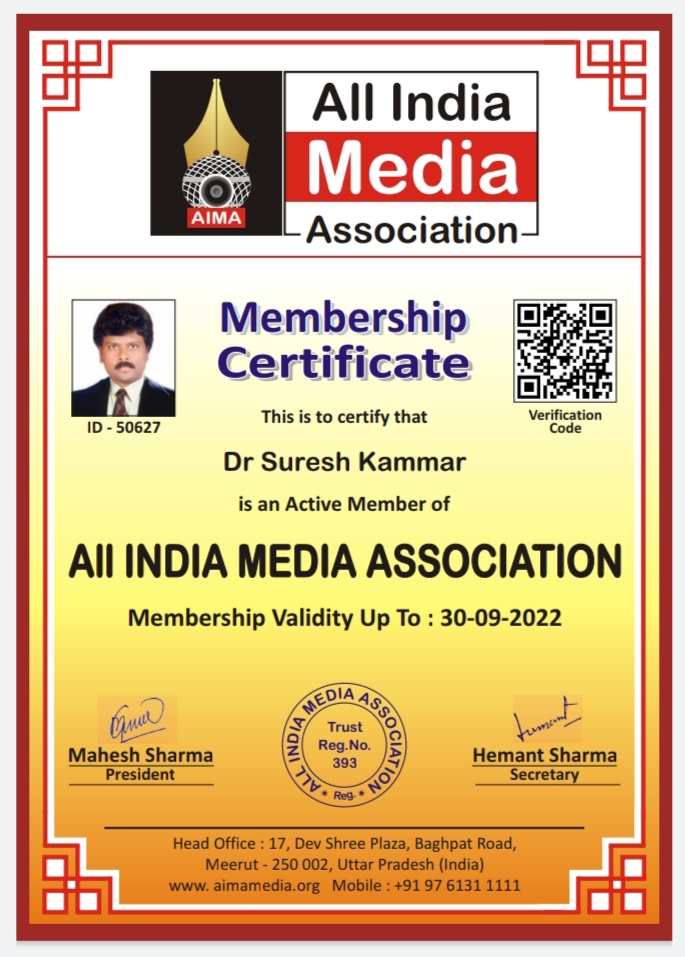 All India
Media
Association
AIMA
Membership
Certificate
ID - 50627
Verification
Code
This is to certify that
Dr Suresh Kammar
is an Active Member of
All INDIA MEDIA ASSOCIATION
Membership Validity Up To : 30-09-2022
Mahesh Sharma
President
ALL INDIA MEDIA ASSOCIATION
Trust
Reg.No.
393
* Reg. *
Hemant Sharma
Secretary
Head Office : 17, Dev Shree Plaza, Baghpat Road,
Meerut - 250 002, Uttar Pradesh (India)
www. aimamedia.org Mobile : +91 97 6131 1111